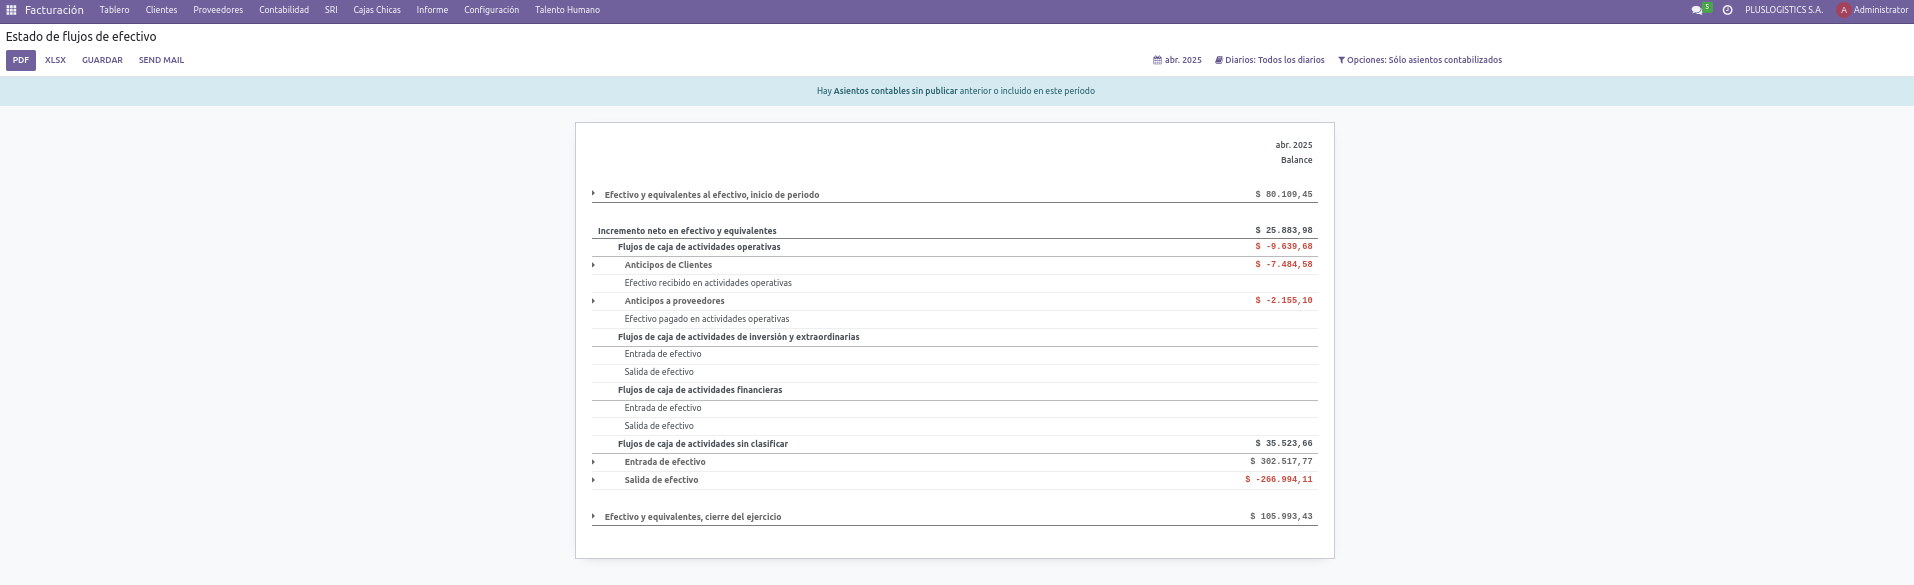 Facturación Tablero Clientes Proveedores Contabilidad SRI Cajas Chicas Informe Configuración Talento Humano 5 PLUSLOGISTICS S.A. A Administrator
Estado de flujos de efectivo
PDF XLSX GUARDAR SEND MAIL abr. 2025 Diarios: Todos los diarios Opciones: Sólo asientos contabilizados
Hay Asientos contables sin publicar anterior o incluido en este período
abr. 2025
Balance
Efectivo y equivalentes al efectivo, inicio de periodo $ 80.109,45
Incremento neto en efectivo y equivalentes $ 25.883,98
Flujos de caja de actividades operativas $ -9.639,68
Anticipos de Clientes $ -7.484,58
Efectivo recibido en actividades operativas
Anticipos a proveedores $ -2.155,10
Efectivo pagado en actividades operativas
Flujos de caja de actividades de inversión y extraordinarias
Entrada de efectivo
Salida de efectivo
Flujos de caja de actividades financieras
Entrada de efectivo
Salida de efectivo
Flujos de caja de actividades sin clasificar $ 35.523,66
Entrada de efectivo $ 302.517,77
Salida de efectivo $ -266.994,11
Efectivo y equivalentes, cierre del ejercicio $ 105.993,43